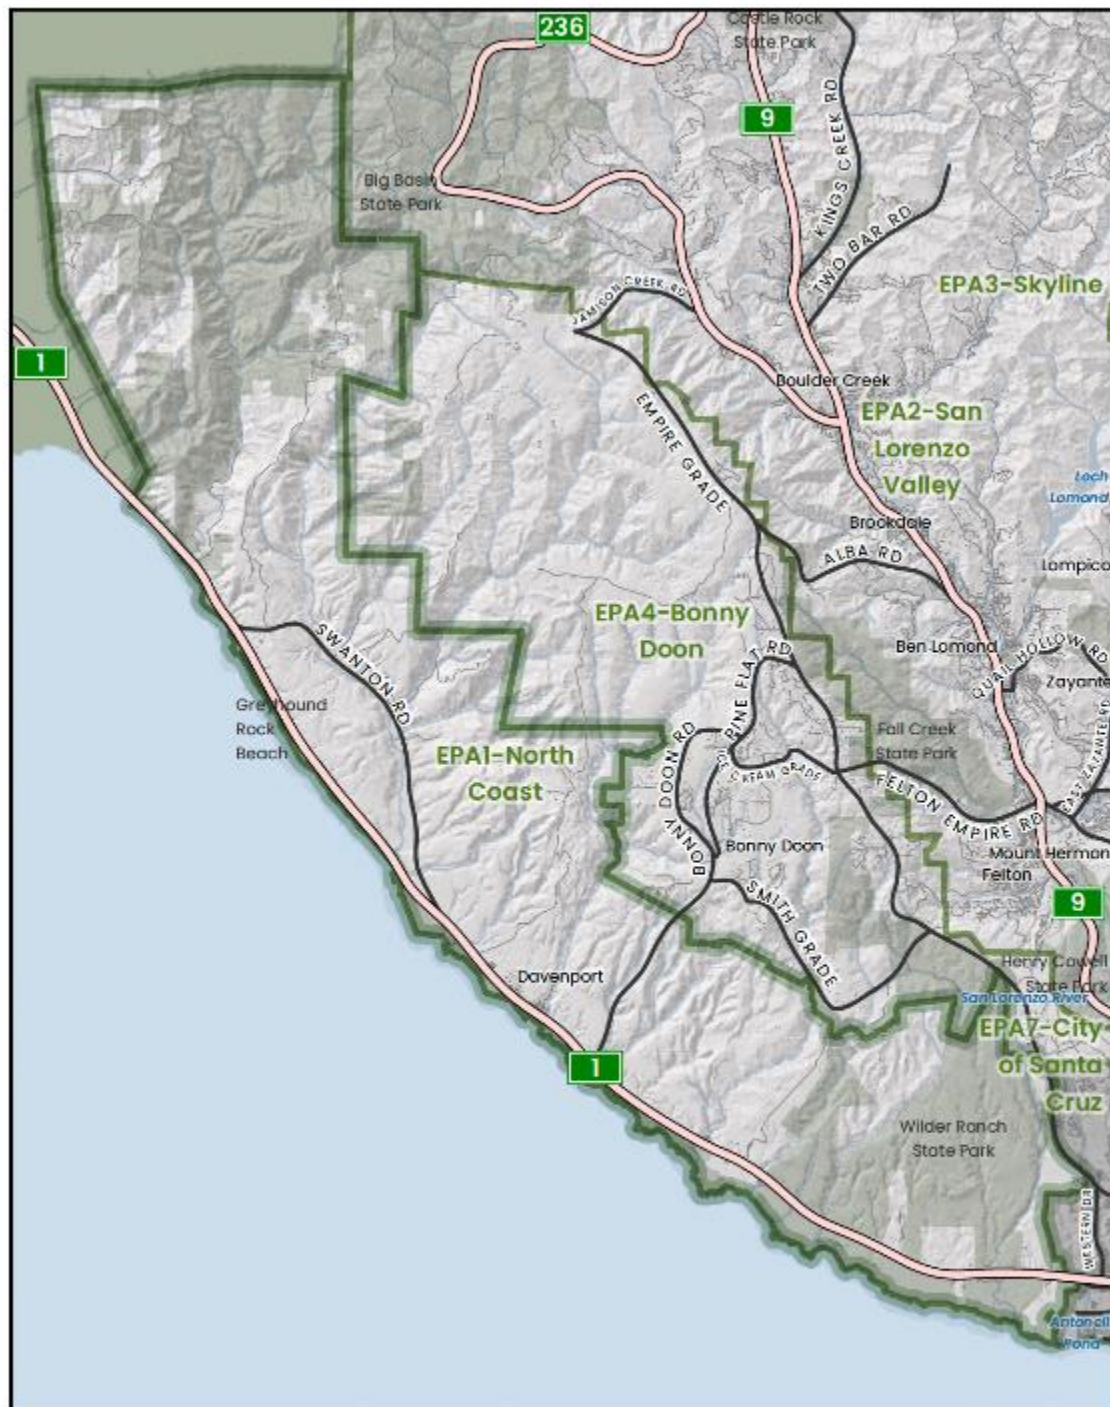 Castle Rock
State Park
236
9
KINGS CREEK RD
TWO BAR RD
Big Basin
State Park
EPA3-Skyline
JAMISON CREEK RD
1
Boulder Creek
EMPIRE GRADE
EPA2-San
Lorenzo
Valley
Loch
Lomond
Brookdale
ALBA RD
Lompico
EPA4-Bonny
Doon
SWANTON RD
Ben Lomond
QUAIL HOLLOW RD
Zayante
PINE FLAT RD
Greyhound
Rock
Beach
EPA1-North
Coast
BONNY DOON RD
ICE CREAM GRADE
Fall Creek
State Park
EAST ZAYANTE RD
FELTON EMPIRE RD
Bonny Doon
Mount Hermon
Felton
SMITH GRADE
9
Davenport
Henry Cowell
State Park
San Lorenzo River
EPA7-City
of Santa
Cruz
1
Wilder Ranch
State Park
WESTERN DR
Antonelli
Pond